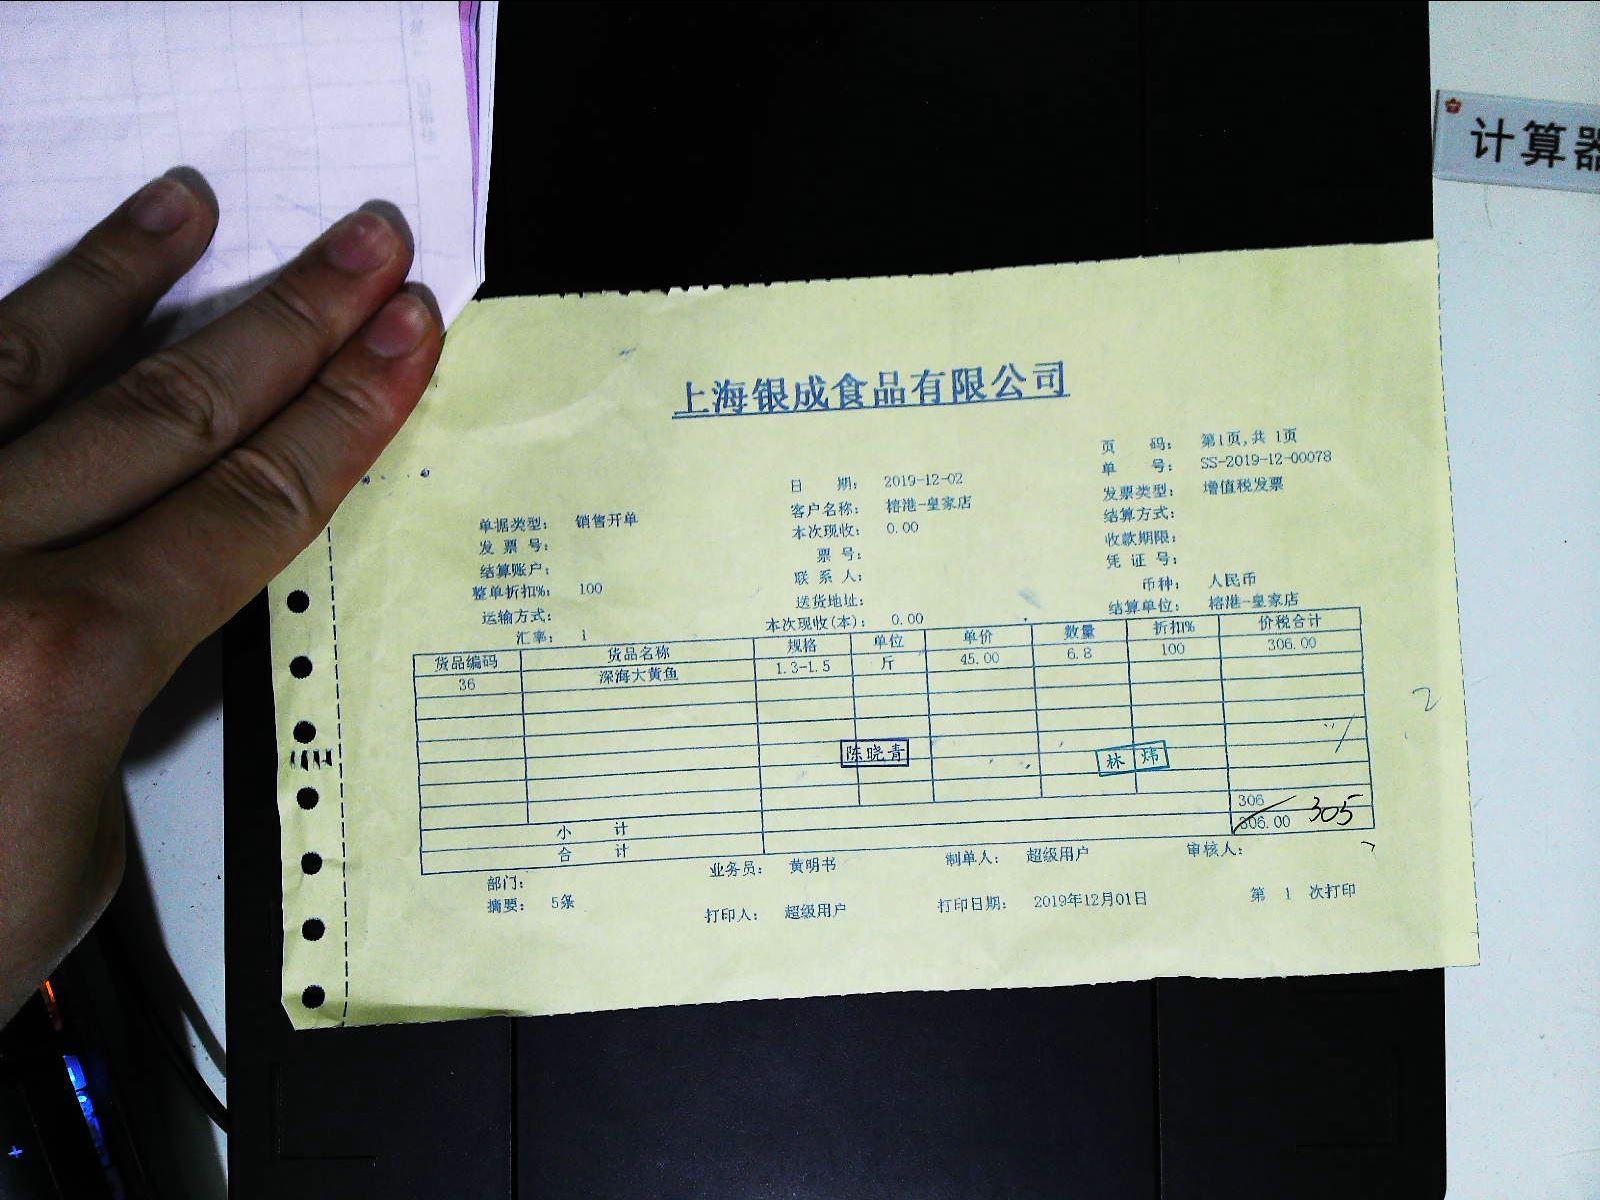 计算器
上海银成食品有限公司
页 码： 第1页,共 1页
日 期： 2019-12-02 单 号： SS-2019-12-00078
单据类型： 销售开单 客户名称： 榕港-皇家店 发票类型： 增值税发票
发 票 号： 本次现收： 0.00 结算方式：
结算账户： 票 号： 收款期限：
整单折扣%： 100 联 系 人： 凭 证 号：
运输方式： 送货地址： 币种： 人民币
汇率： 1 本次现收(本)： 0.00 结算单位： 榕港-皇家店
货品编码 货品名称 规格 单位 单价 数量 折扣% 价税合计
36 深海大黄鱼 1.3-1.5 斤 45.00 6.8 100 306.00
陈晓青 林炜
2
小 计 306
合 计 306.00 305
部门： 业务员： 黄明书 制单人： 超级用户 审核人：
摘要： 5条 打印人： 超级用户 打印日期： 2019年12月01日 第 1 次打印